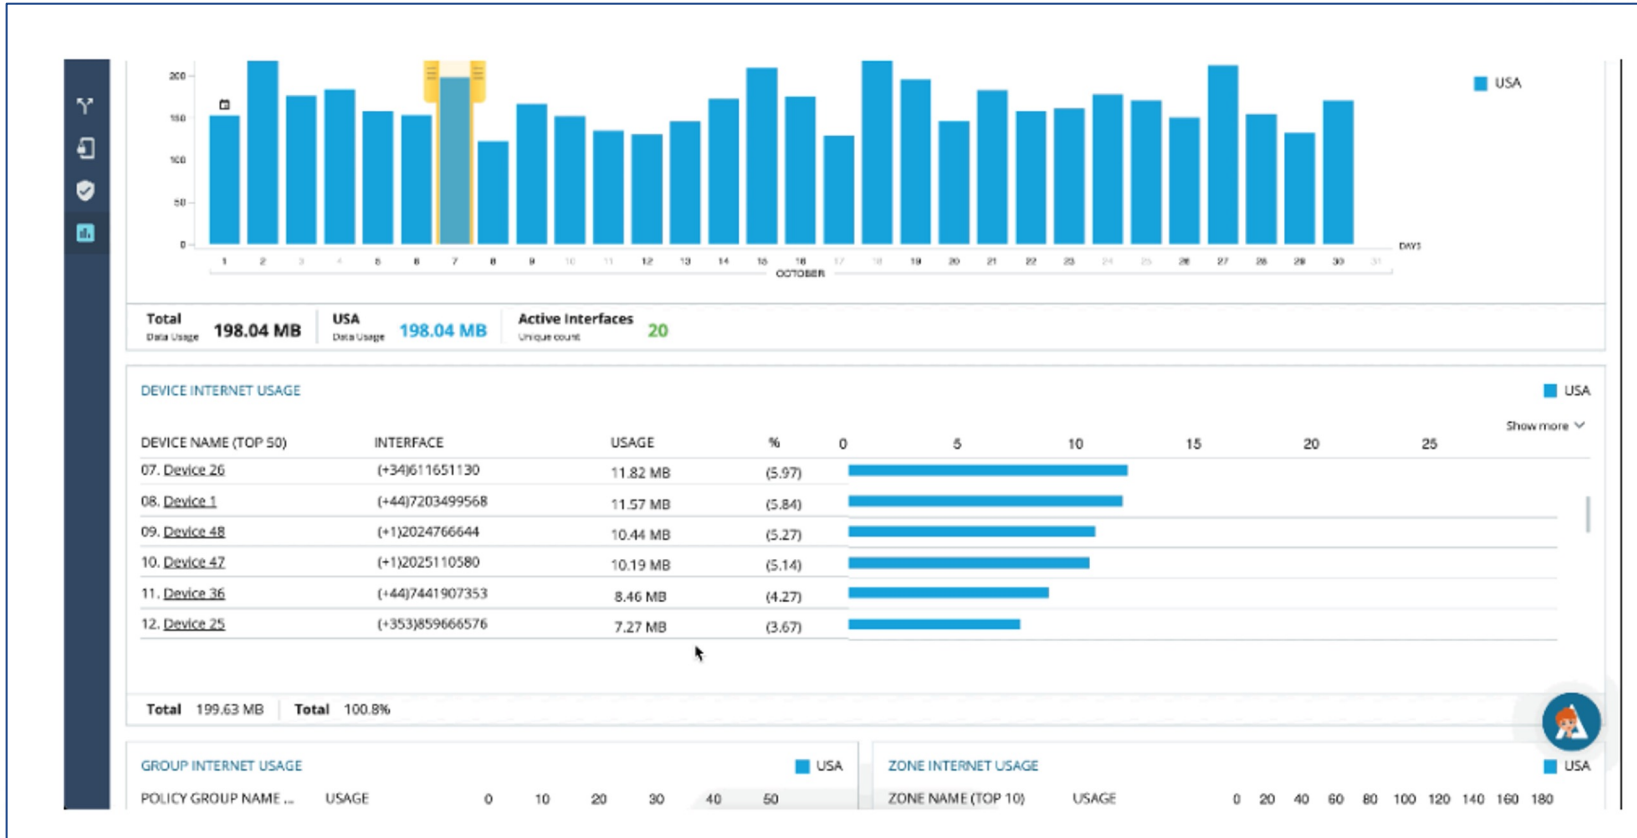 200
USA
150
100
50
0
DAYS
1 2 3 4 5 6 7 8 9 10 11 12 13 14 15 16 17 18 19 20 21 22 23 24 25 26 27 28 29 30 31
OCTOBER
Total Data Usage 198.04 MB USA Data Usage 198.04 MB Active Interfaces Unique count 20
DEVICE INTERNET USAGE USA
Show more
DEVICE NAME (TOP 50) INTERFACE USAGE % 0 5 10 15 20 25
07. Device 26 (+34)611651130 11.82 MB (5.97)
08. Device 1 (+44)7203499568 11.57 MB (5.84)
09. Device 48 (+1)2024766644 10.44 MB (5.27)
10. Device 47 (+1)2025110580 10.19 MB (5.14)
11. Device 36 (+44)7441907353 8.46 MB (4.27)
12. Device 25 (+353)859666576 7.27 MB (3.67)
Total 199.63 MB Total 100.8%
GROUP INTERNET USAGE USA ZONE INTERNET USAGE USA
POLICY GROUP NAME ... USAGE 0 10 20 30 40 50 ZONE NAME (TOP 10) USAGE 0 20 40 60 80 100 120 140 160 180